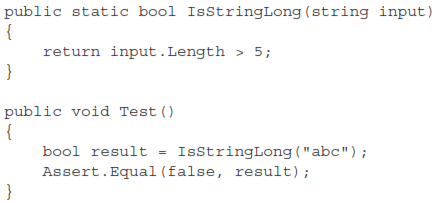 public static bool IsStringLong(string input)
{
    return input.Length > 5;
}

public void Test()
{
    bool result = IsStringLong("abc");
    Assert.Equal(false, result);
}